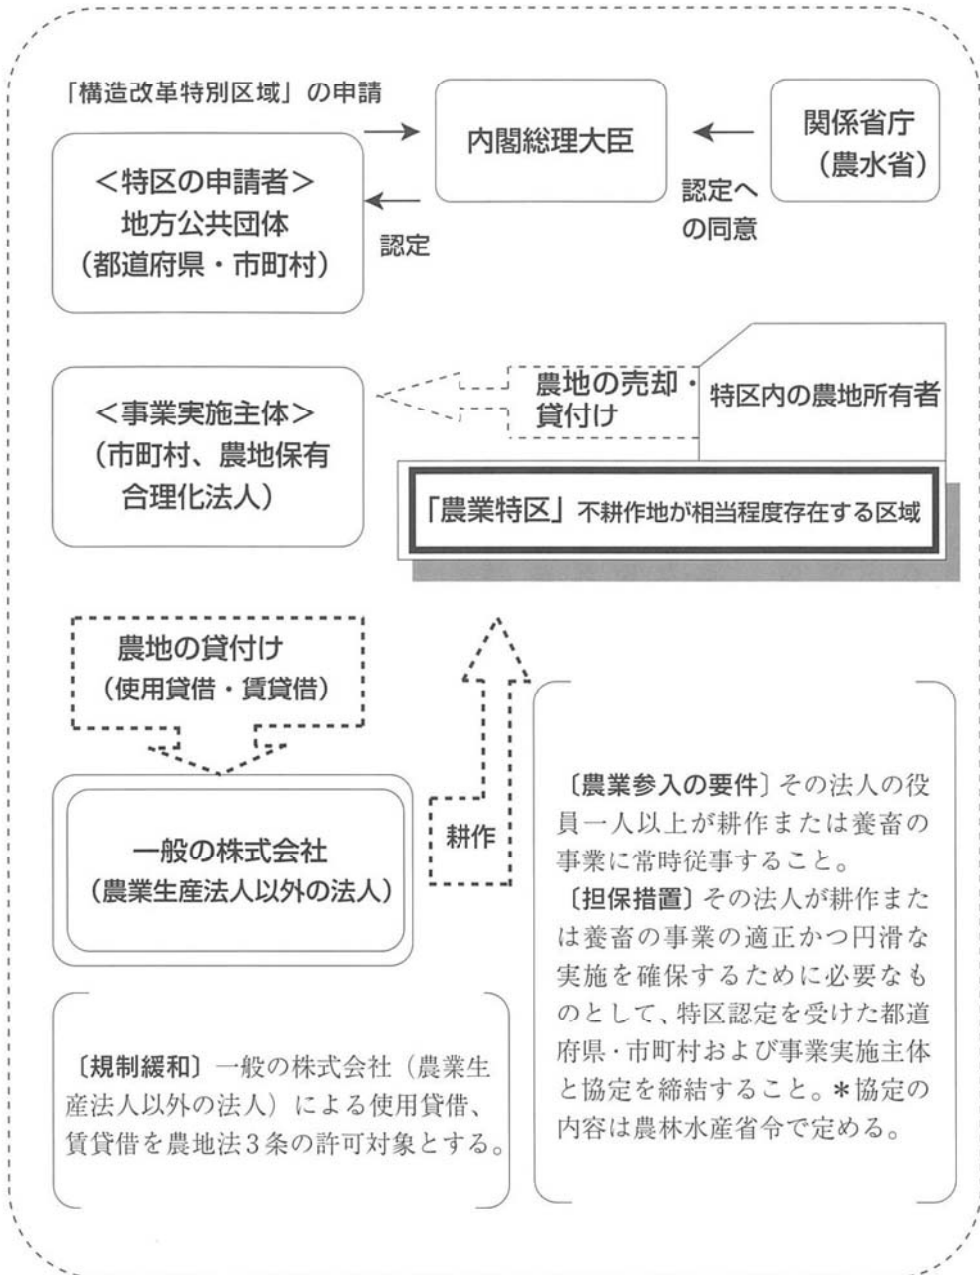 「構造改革特別区域」の申請
<特区の申請者>
地方公共団体
(都道府県・市町村)
内閣総理大臣
認定
関係省庁
(農水省)
認定へ
の同意
<事業実施主体>
(市町村、農地保有
合理化法人)
農地の売却・
貸付け
特区内の農地所有者
「農業特区」不耕作地が相当程度存在する区域
農地の貸付け
(使用貸借・賃貸借)
一般の株式会社
(農業生産法人以外の法人)
耕作
〔規制緩和〕一般の株式会社(農業生
産法人以外の法人)による使用貸借、
賃貸借を農地法3条の許可対象とする。
〔農業参入の要件〕その法人の役
員一人以上が耕作または養畜の
事業に常時従事すること。
〔担保措置〕その法人が耕作また
は養畜の事業の適正かつ円滑な
実施を確保するために必要なも
のとして、特区認定を受けた都道
府県・市町村および事業実施主体
と協定を締結すること。*協定の
内容は農林水産省令で定める。